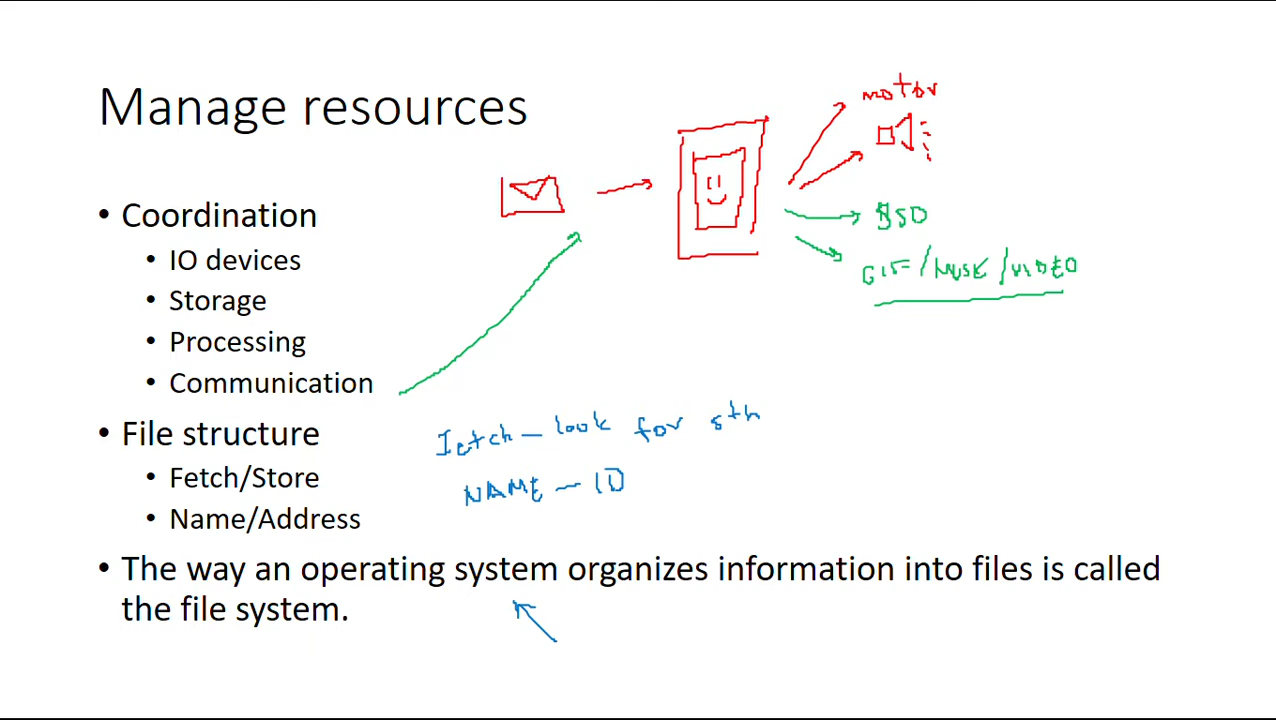 Manage resources
motor
SSD
GIF/MUSIC/VIDEO
• Coordination
• IO devices
• Storage
• Processing
• Communication
• File structure
Fetch – look for sth
• Fetch/Store
NAME – ID
• Name/Address
• The way an operating system organizes information into files is called
the file system.